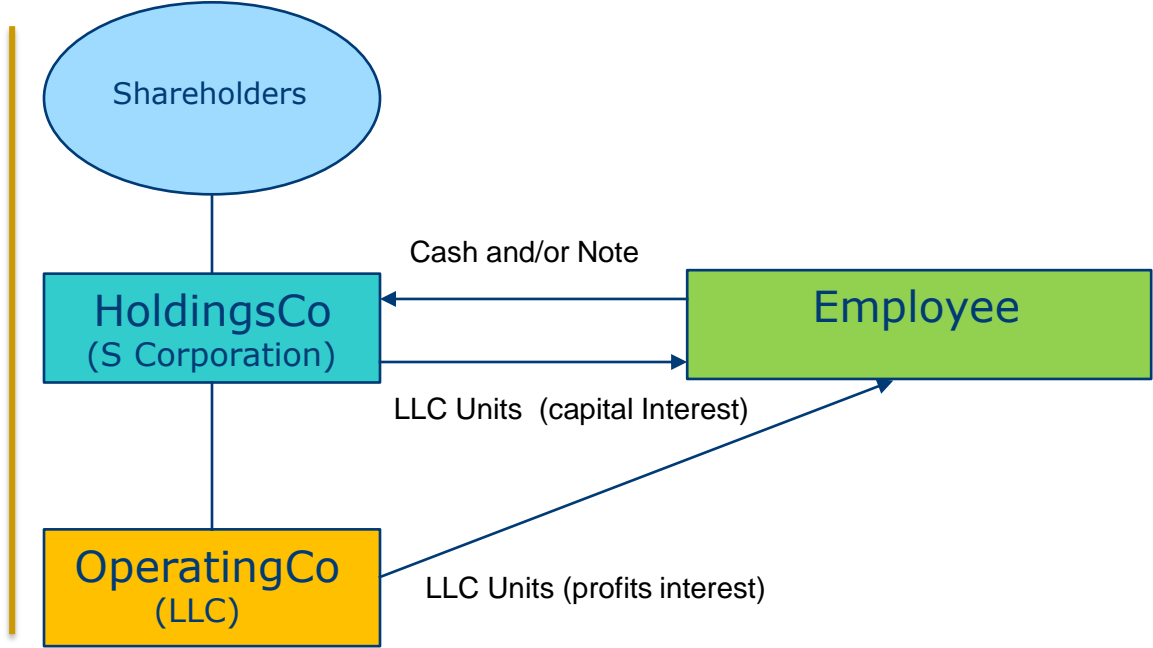 Shareholders
Cash and/or Note
HoldingsCo
(S Corporation)
Employee
LLC Units  (capital Interest)
OperatingCo
(LLC)
LLC Units (profits interest)